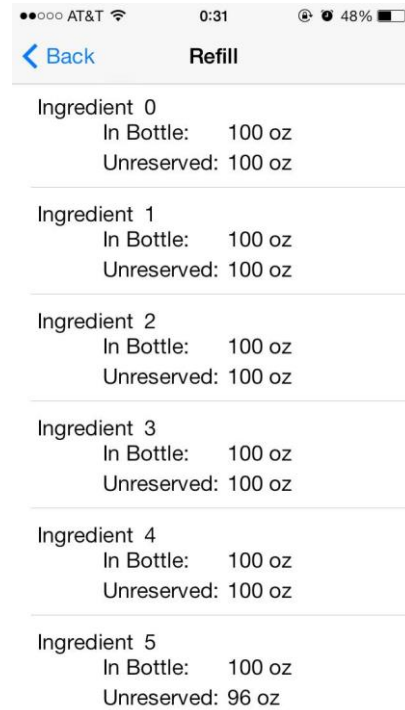 AT&T 0:31 48%
Back Refill
Ingredient 0
In Bottle: 100 oz
Unreserved: 100 oz
Ingredient 1
In Bottle: 100 oz
Unreserved: 100 oz
Ingredient 2
In Bottle: 100 oz
Unreserved: 100 oz
Ingredient 3
In Bottle: 100 oz
Unreserved: 100 oz
Ingredient 4
In Bottle: 100 oz
Unreserved: 100 oz
Ingredient 5
In Bottle: 100 oz
Unreserved: 96 oz